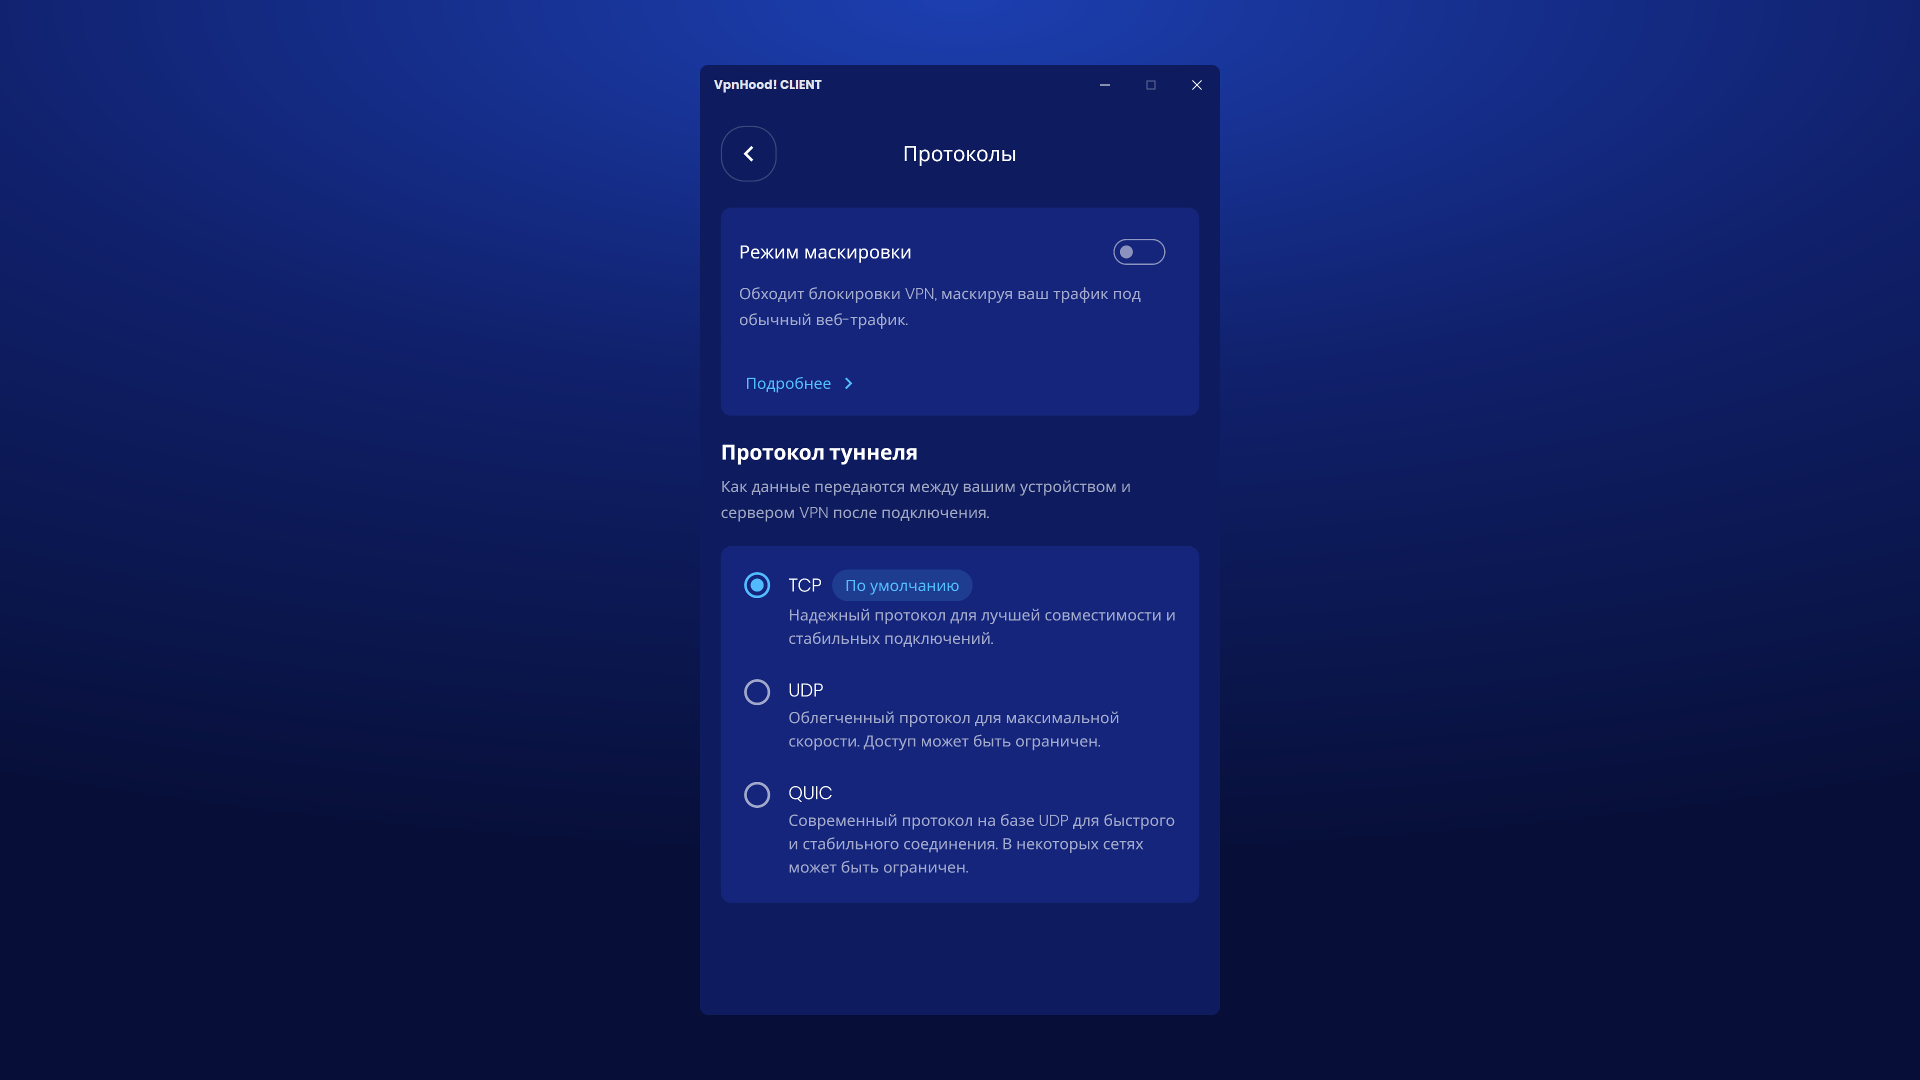 VpnHood! CLIENT
Протоколы
Режим маскировки
Обходит блокировки VPN, маскируя ваш трафик под
обычный веб-трафик.
Подробнее
Протокол туннеля
Как данные передаются между вашим устройством и
сервером VPN после подключения.
TCP По умолчанию
Надежный протокол для лучшей совместимости и
стабильных подключений.
UDP
Облегченный протокол для максимальной
скорости. Доступ может быть ограничен.
QUIC
Современный протокол на базе UDP для быстрого
и стабильного соединения. В некоторых сетях
может быть ограничен.